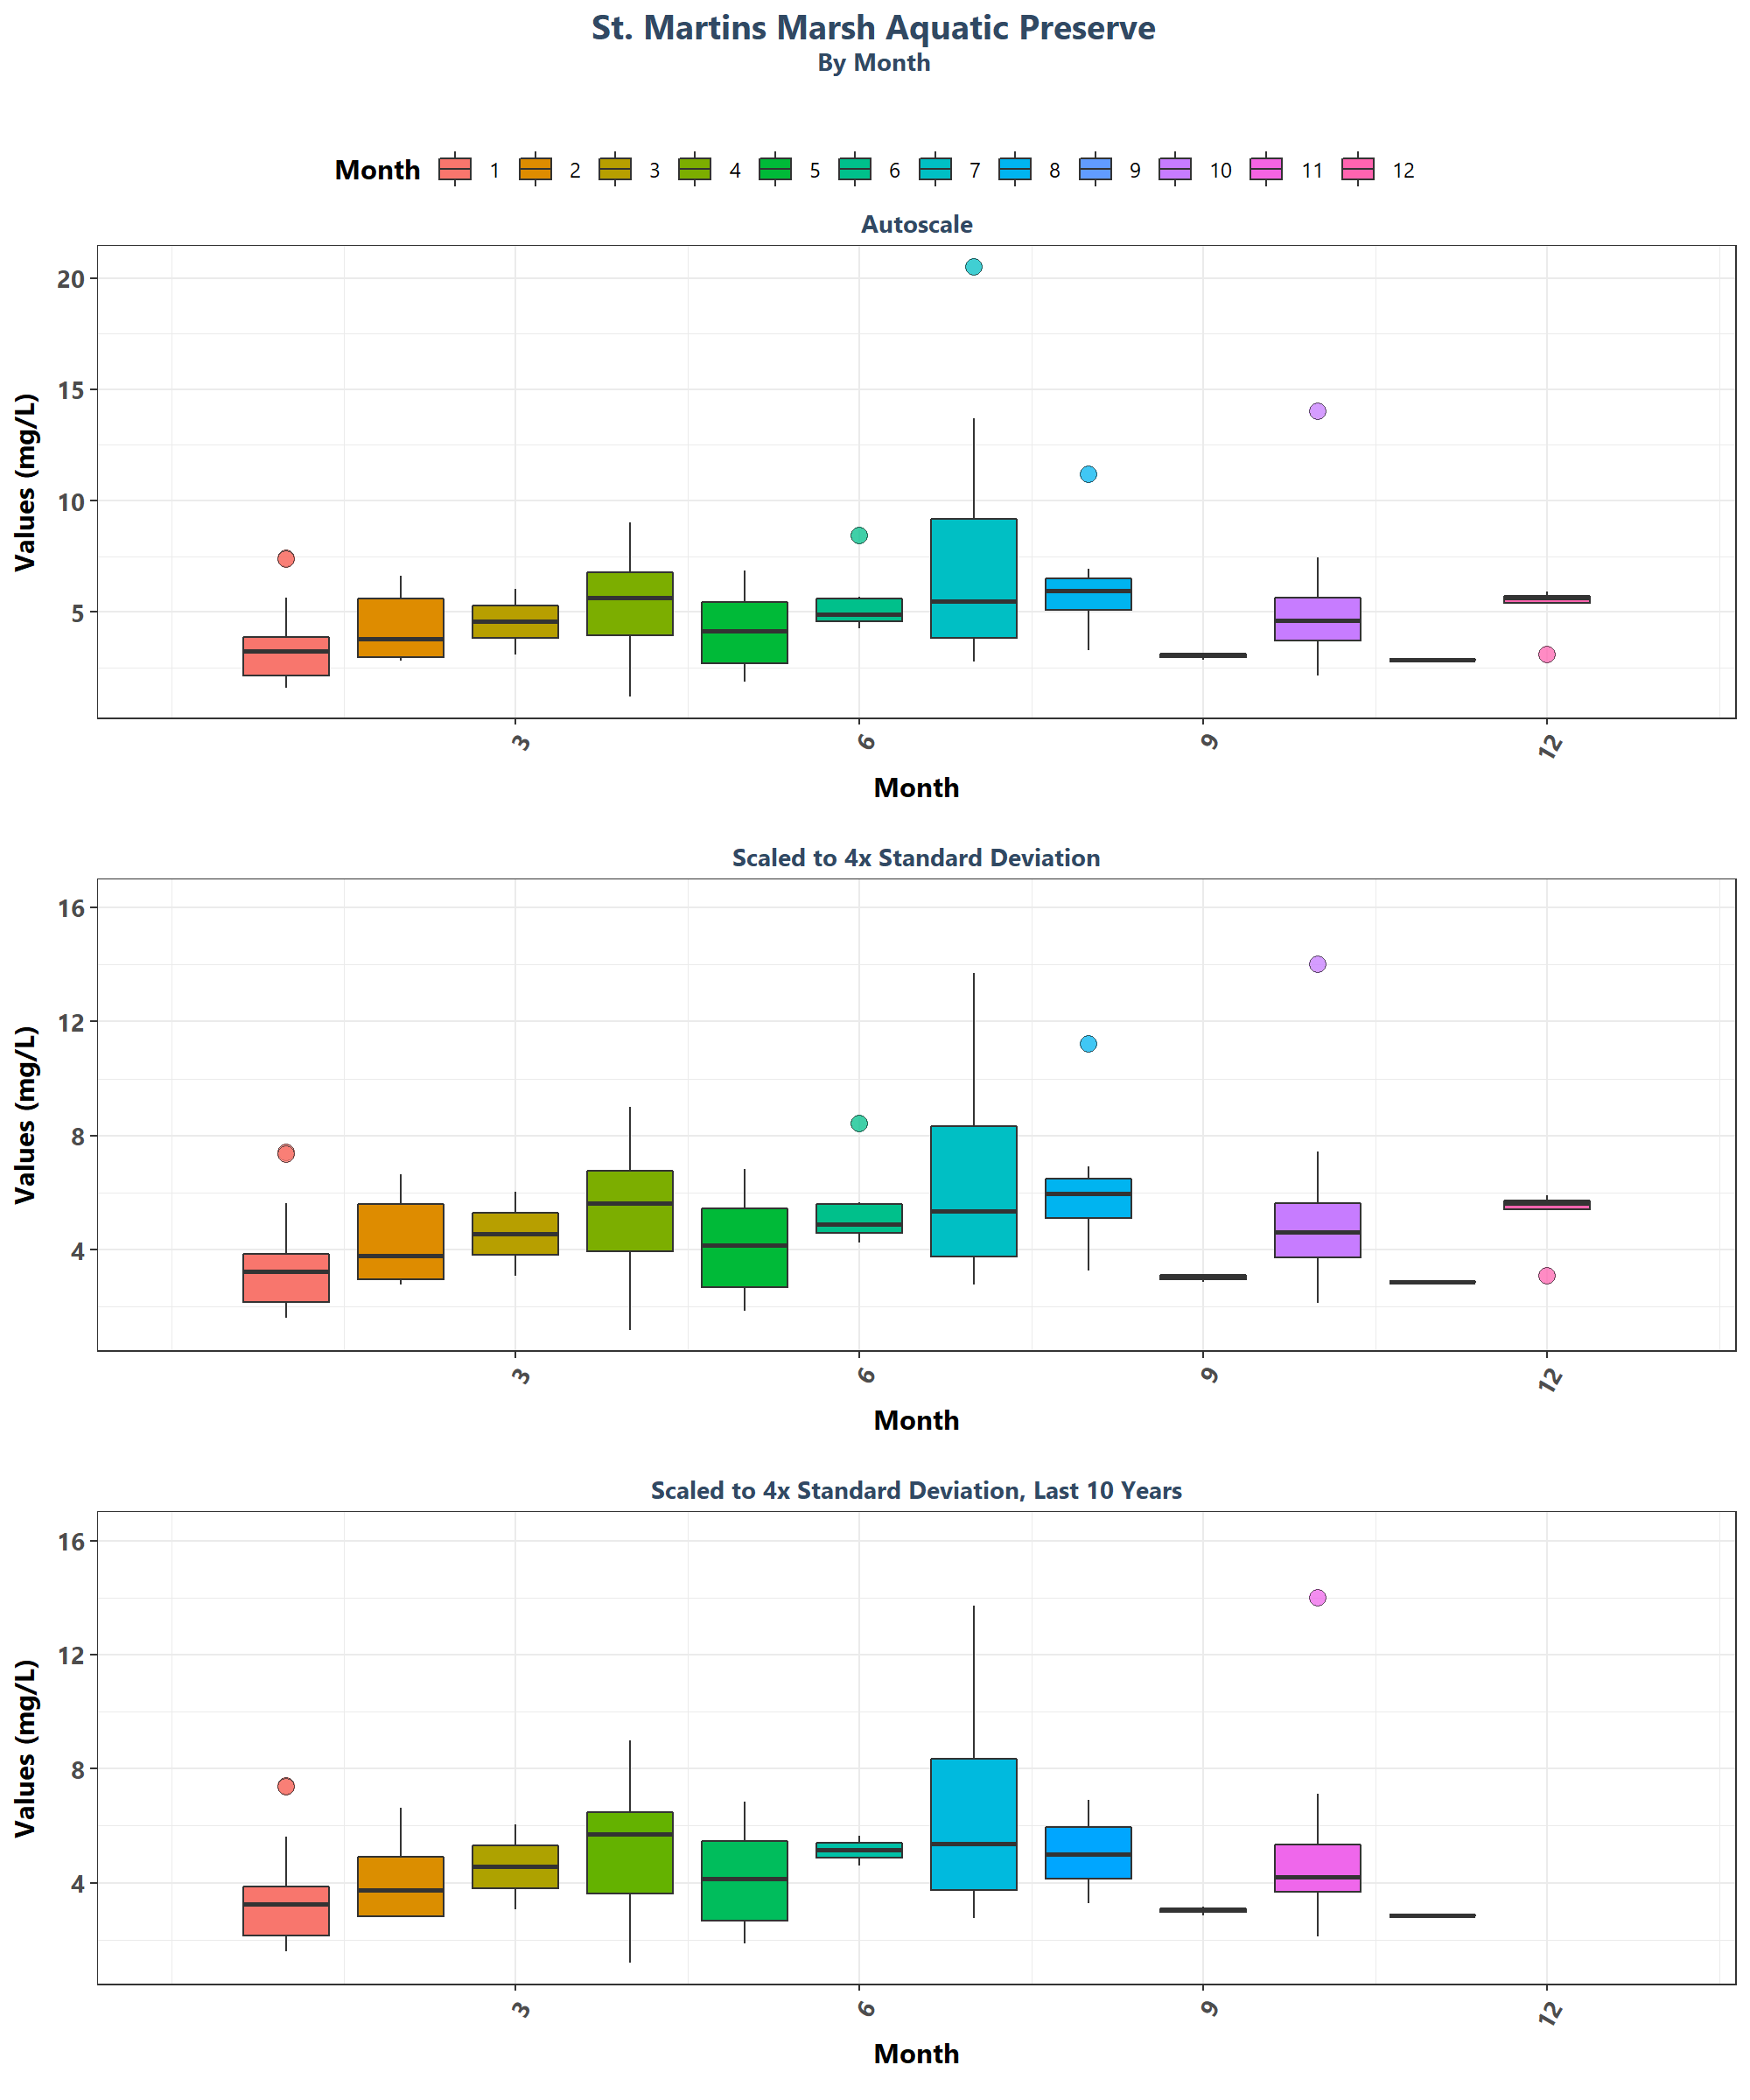 St. Martins Marsh Aquatic Preserve
By Month
Month 1 2 3 4 5 6 7 8 9 10 11 12
Autoscale
Values (mg/L)
20
15
10
5
3 6 9 12
Month
Scaled to 4x Standard Deviation
Values (mg/L)
16
12
8
4
3 6 9 12
Month
Scaled to 4x Standard Deviation, Last 10 Years
Values (mg/L)
16
12
8
4
3 6 9 12
Month